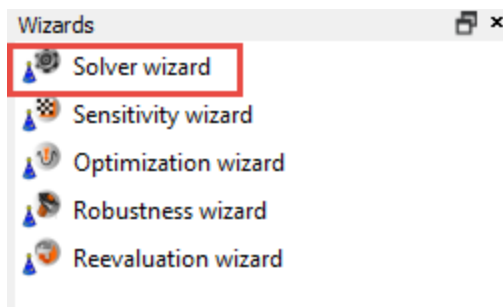 Wizards
Solver wizard
Sensitivity wizard
Optimization wizard
Robustness wizard
Reevaluation wizard